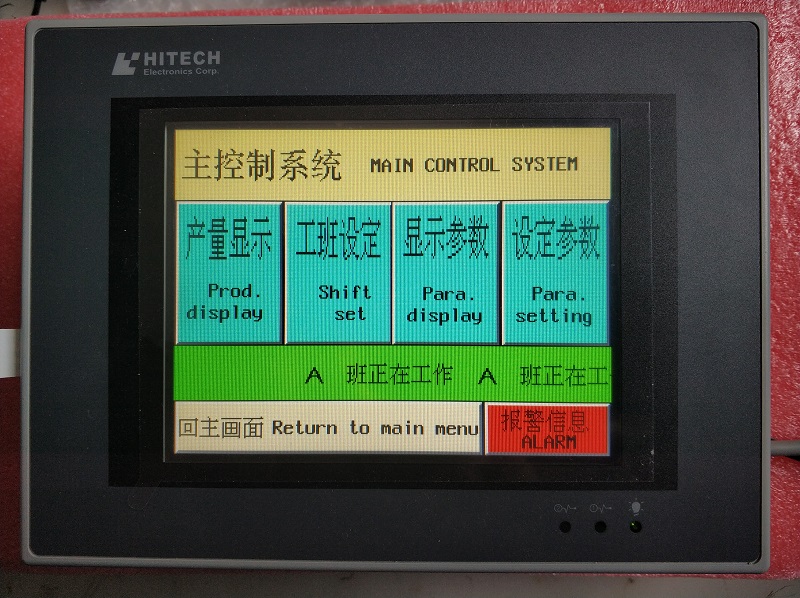 HITECH
Electronics Corp.
主控制系统 MAIN CONTROL SYSTEM
产量显示
Prod.
display
工班设定
Shift
set
显示参数
Para.
display
设定参数
Para.
setting
A 班正在工作 A 班正在工
回主画面 Return to main menu
报警信息
ALARM